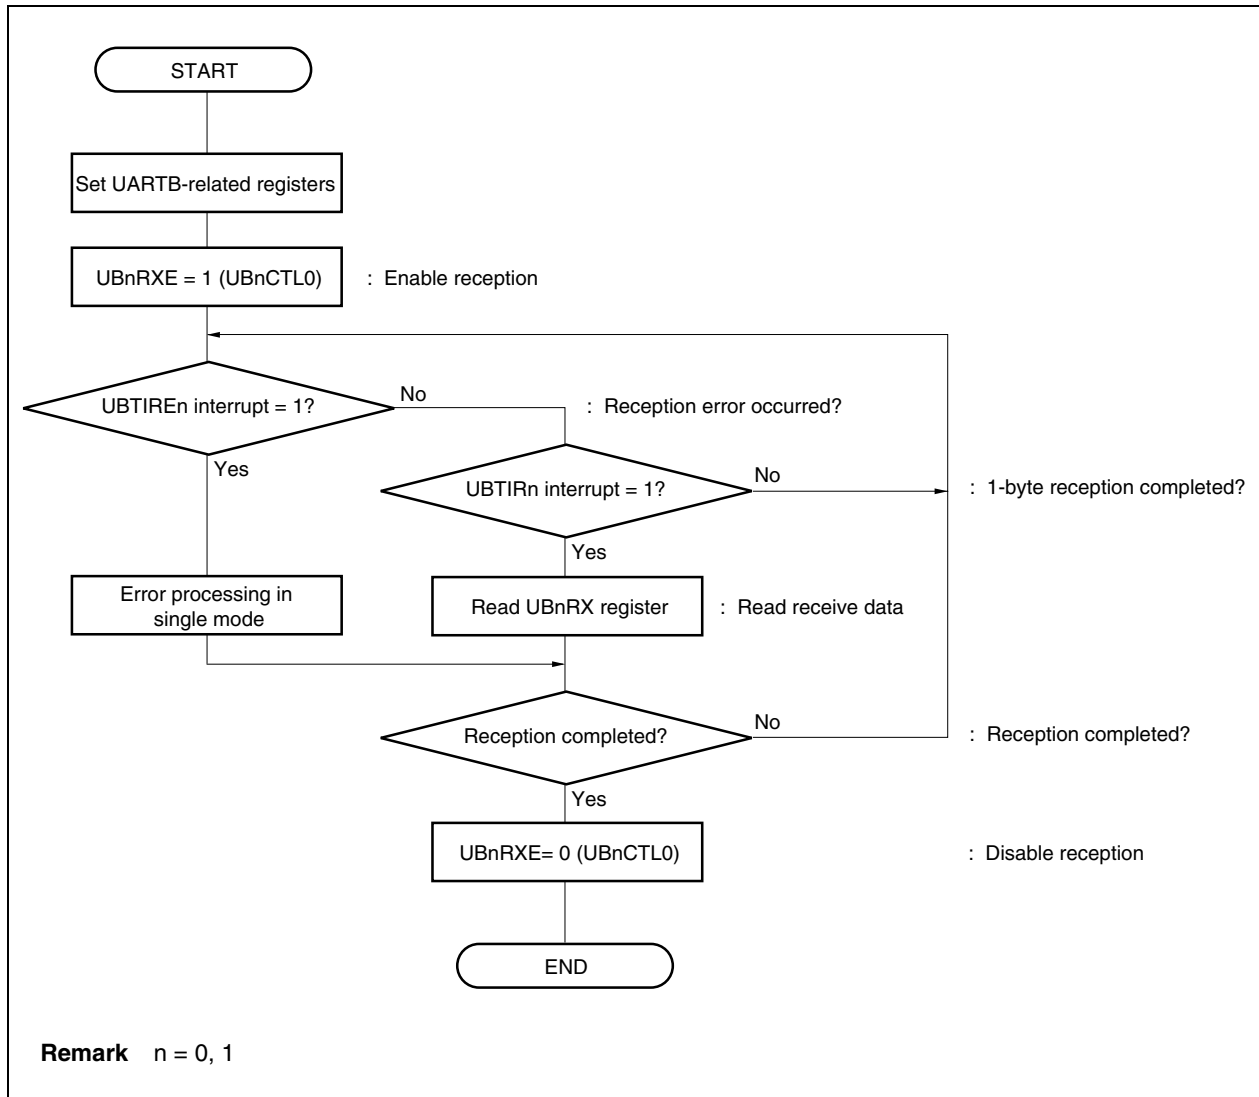 START
Set UARTB-related registers
UBnRXE = 1 (UBnCTL0)
: Enable reception
UBTIREn interrupt = 1?
No
: Reception error occurred?
Yes
UBTIRn interrupt = 1?
No
: 1-byte reception completed?
Yes
Error processing in
single mode
Read UBnRX register
: Read receive data
Reception completed?
No
: Reception completed?
Yes
UBnRXE= 0 (UBnCTL0)
: Disable reception
END
Remark n = 0, 1